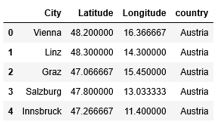 City Latitude Longitude country
0 Vienna 48.200000 16.366667 Austria
1 Linz 48.300000 14.300000 Austria
2 Graz 47.066667 15.450000 Austria
3 Salzburg 47.800000 13.033333 Austria
4 Innsbruck 47.266667 11.400000 Austria